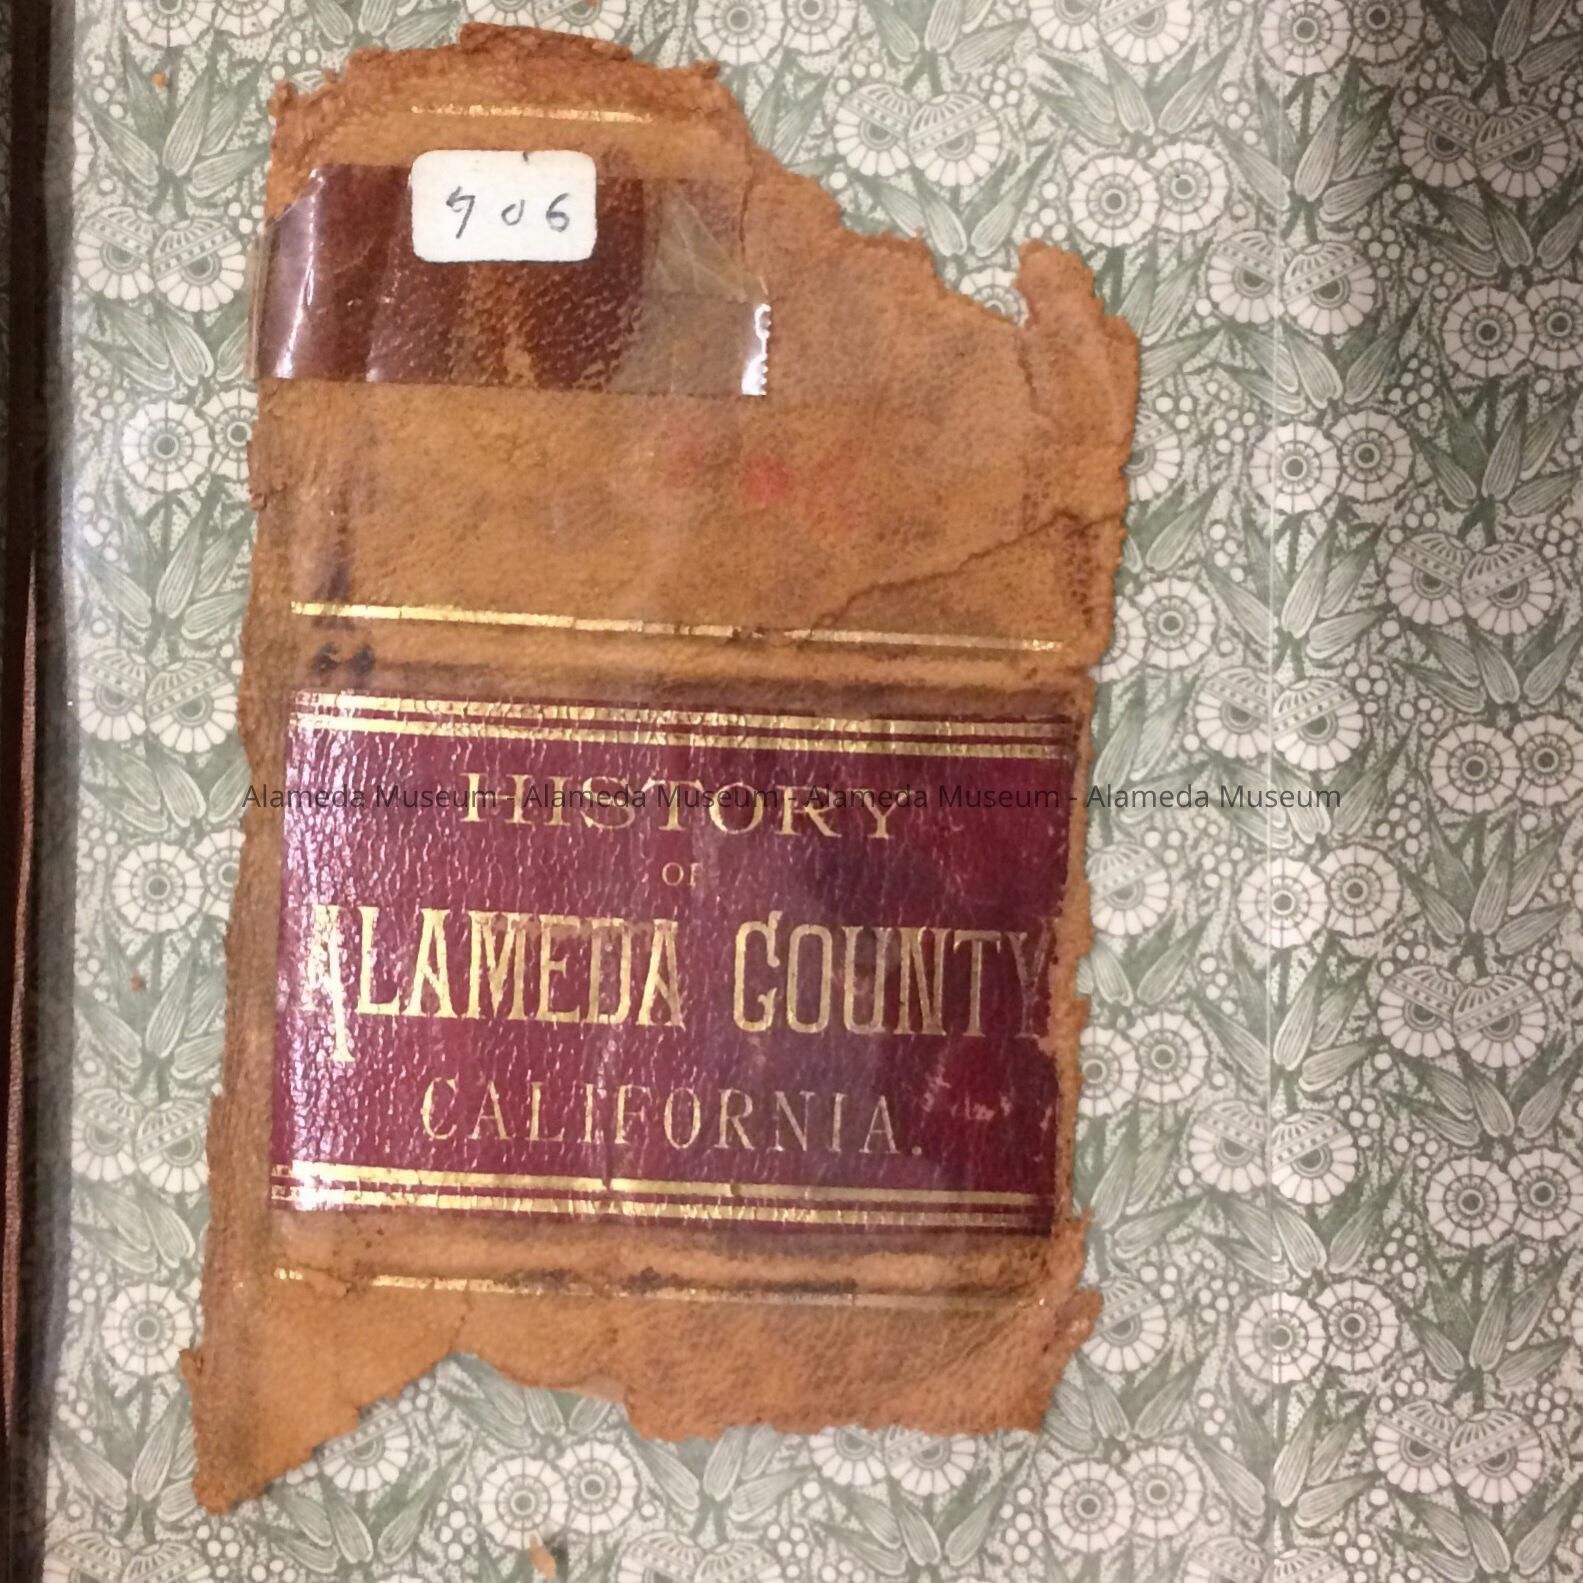 906
HISTORY
OF
ALAMEDA COUNTY
CALIFORNIA.
Alameda Museum - Alameda Museum - Alameda Museum - Alameda Museum